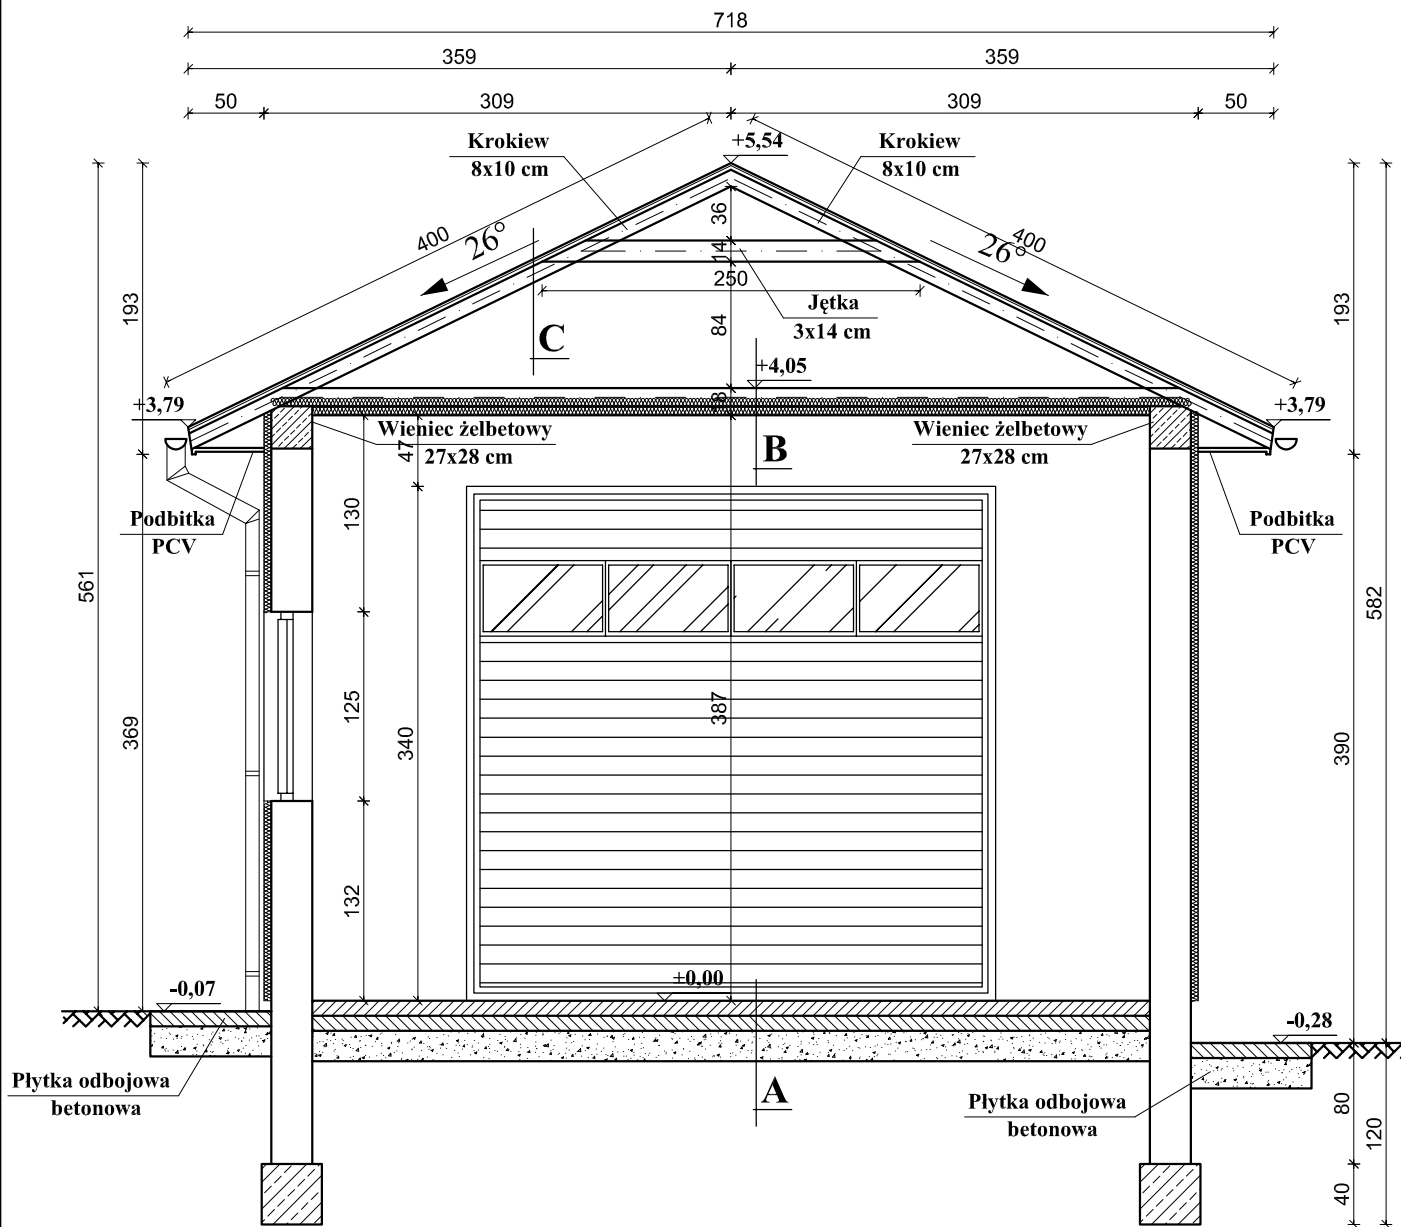 718
359
359
50
309
309
50
Krokiew
8x10 cm
+5,54
Krokiew
8x10 cm
400
26°
36
14
26°
400
250
Jętka
3x14 cm
193
193
84
C
+4,05
+3,79
+3,79
18
Wieniec żelbetowy
27x28 cm
47
B
Wieniec żelbetowy
27x28 cm
Podbitka
PCV
130
Podbitka
PCV
561
582
125
387
369
340
390
132
±0,00
-0,07
-0,28
Płytka odbojowa
betonowa
A
Płytka odbojowa
betonowa
80
120
40